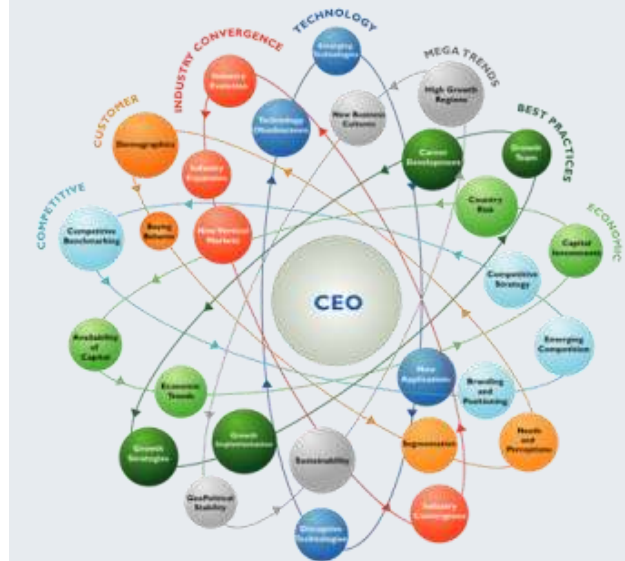 TECHNOLOGY
INDUSTRY CONVERGENCE
MEGA TRENDS
CUSTOMER
BEST PRACTICES
COMPETITIVE
ECONOMIC
Emerging
Technologies
Industry
Evolution
High Growth
Regions
New Business
Cultures
Technology
Demographics
Career
Development
Growth
Team
Industry
Expansion
Country
Risk
Competitive
Benchmarking
Buying
Behavior
New Vertical
Markets
Capital
Investments
Competitive
Strategy
CEO
Availability
of
Capital
Emerging
Competition
New
Applications
Economic
Trends
Branding
and
Positioning
Growth
Strategies
Growth
Implementation
Sustainability
Segmentation
Needs
and
Perceptions
GeoPolitical
Stability
Disruptive
Technologies
Industry
Convergence